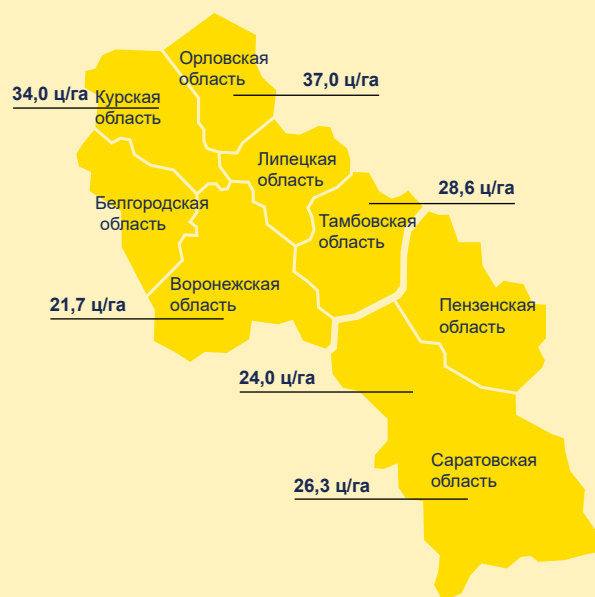 Орловская
область
37,0 ц/га
34,0 ц/га
Курская
область
Липецкая
область
28,6 ц/га
Белгородская
область
Тамбовская
область
Воронежская
область
21,7 ц/га
Пензенская
область
24,0 ц/га
Саратовская
область
26,3 ц/га